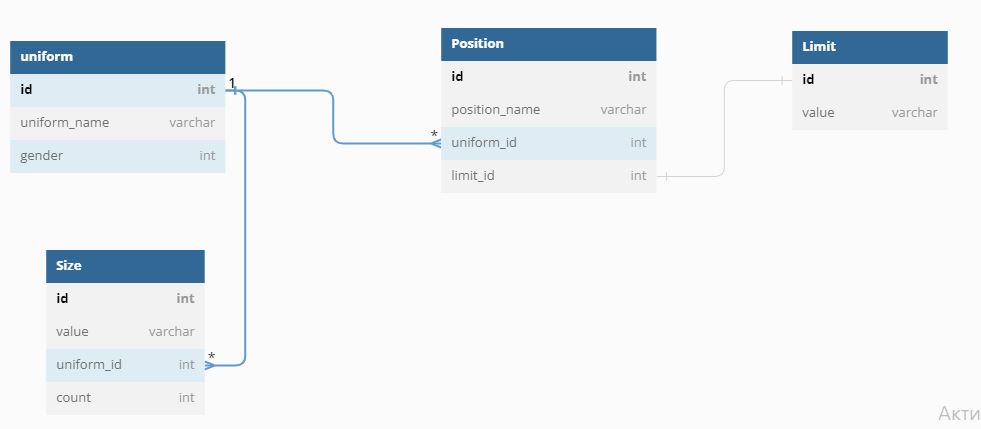 uniform
id int
uniform_name varchar
gender int
1
*
Position
id int
position_name varchar
uniform_id int
limit_id int
Limit
id int
value varchar
Size
id int
value varchar
uniform_id int
count int
*
Акти